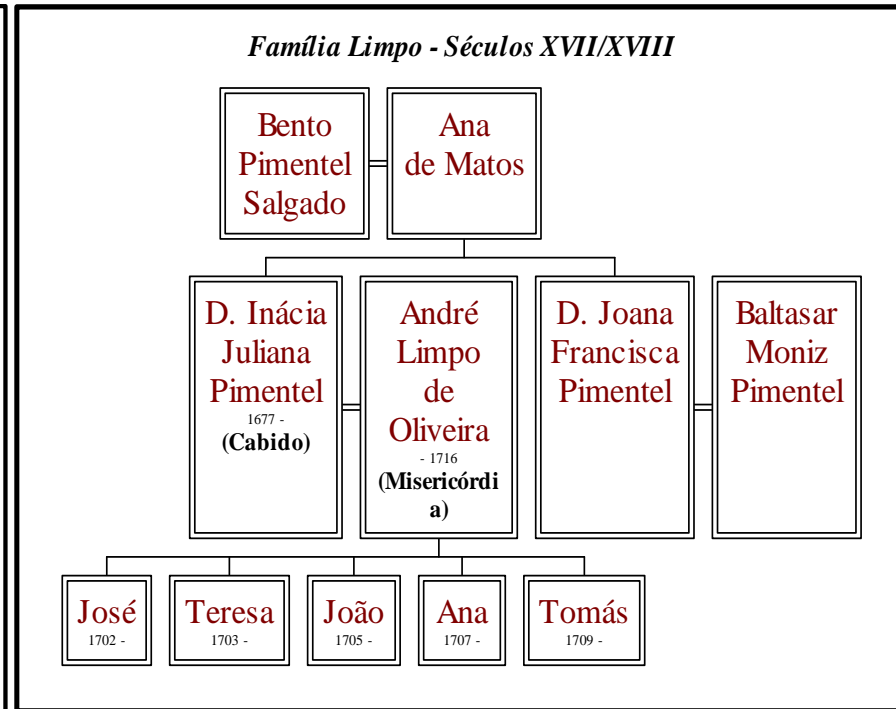 Família Limpo - Séculos XVII/XVIII
Bento
Pimentel
Salgado
Ana
de Matos
D. Inácia
Juliana
Pimentel
1677 -
(Cabido)
André
Limpo
de
Oliveira
- 1716
(Misericórdi
a)
D. Joana
Francisca
Pimentel
Baltasar
Moniz
Pimentel
José
1702 -
Teresa
1703 -
João
1705 -
Ana
1707 -
Tomás
1709 -